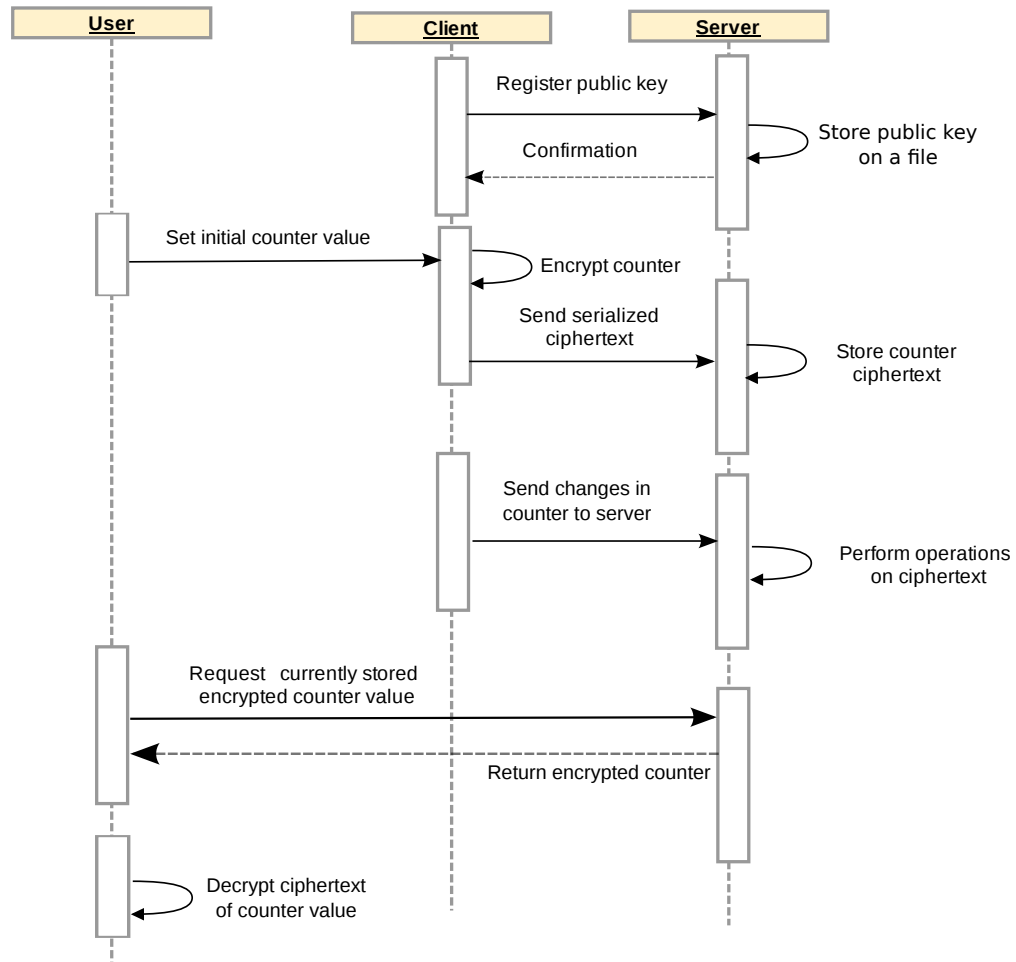 User
Client
Server
Register public key
Store public key
on a file
Confirmation
Set initial counter value
Encrypt counter
Send serialized
ciphertext
Store counter
ciphertext
Send changes in
counter to server
Perform operations
on ciphertext
Request currently stored
encrypted counter value
Return encrypted counter
Decrypt ciphertext
of counter value